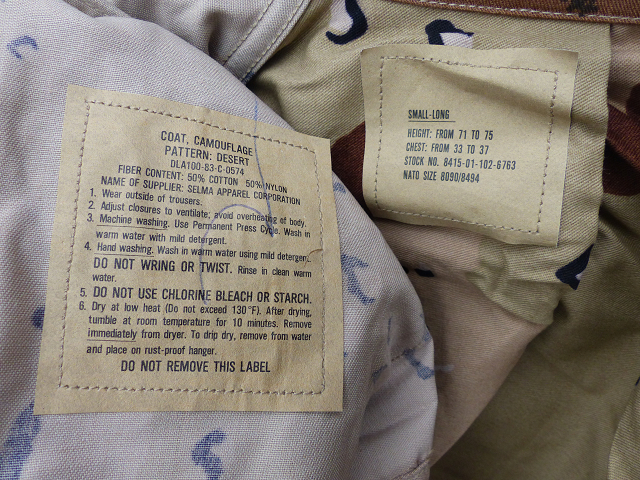 COAT, CAMOUFLAGE
PATTERN: DESERT
DLA100-83-C-0574
FIBER CONTENT: 50% COTTON 50% NYLON
NAME OF SUPPLIER: SELMA APPAREL CORPORATION
1. Wear outside of trousers.
2. Adjust closures to ventilate; avoid overheating of body.
3. Machine washing. Use Permanent Press Cycle. Wash in
warm water with mild detergent.
4. Hand washing. Wash in warm water using mild detergent.
DO NOT WRING OR TWIST. Rinse in clean warm
water.
5. DO NOT USE CHLORINE BLEACH OR STARCH.
6. Dry at low heat (Do not exceed 130°F). After drying,
tumble at room temperature for 10 minutes. Remove
immediately from dryer. To drip dry, remove from water
and place on rust-proof hanger.
DO NOT REMOVE THIS LABEL
SMALL-LONG
HEIGHT: FROM 71 TO 75
CHEST: FROM 33 TO 37
STOCK NO. 8415-01-102-6763
NATO SIZE 8090/8494